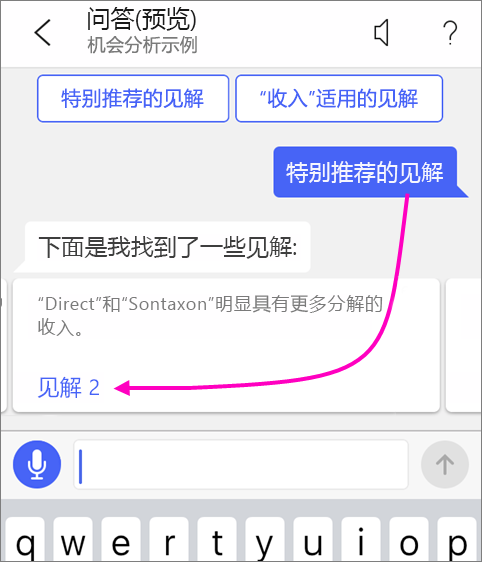 问答(预览)
机会分析示例
?
特别推荐的见解
“收入”适用的见解
特别推荐的见解
下面是我找到了一些见解:
“Direct”和“Sontaxon”明显具有更多分解的
收入。
见解 2
q w e r t y u i o p